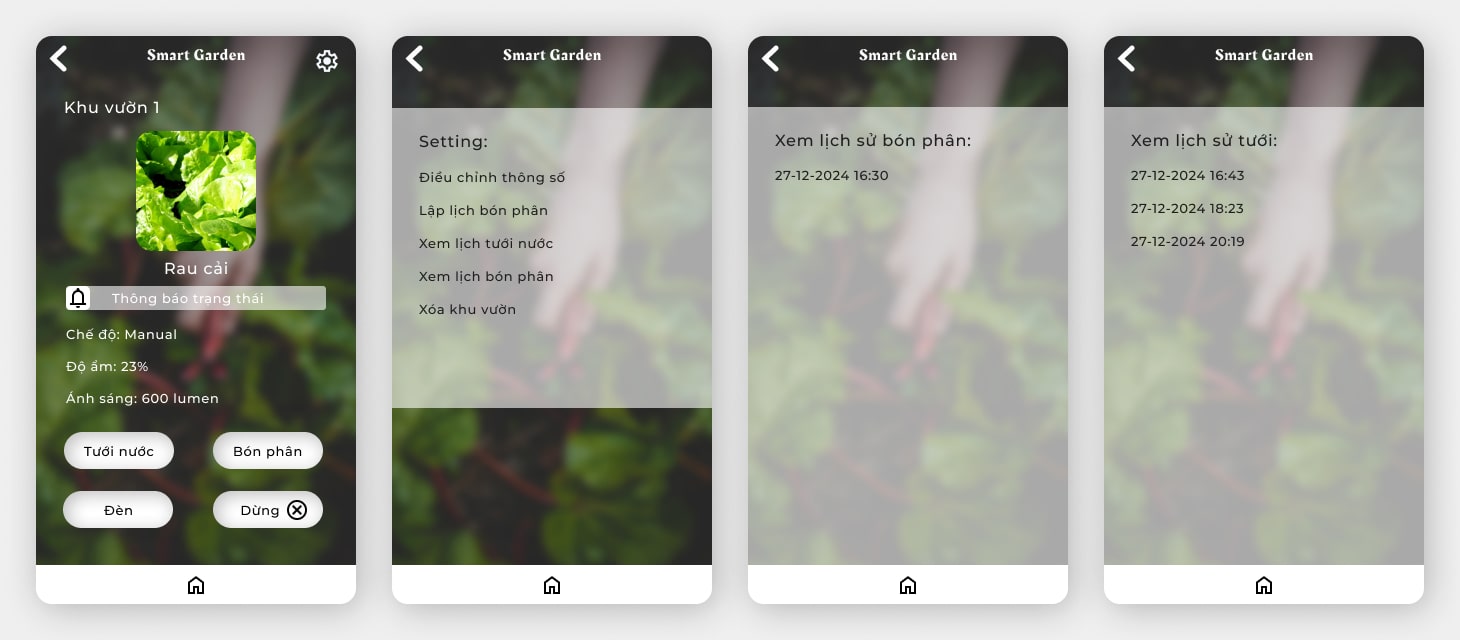 Smart Garden
Khu vườn 1
Rau cải
Thông báo trạng thái
Chế độ: Manual
Độ ẩm: 23%
Ánh sáng: 600 lumen
Tưới nước
Bón phân
Đèn
Dừng
Smart Garden
Setting:
Điều chỉnh thông số
Lập lịch bón phân
Xem lịch tưới nước
Xem lịch bón phân
Xóa khu vườn
Smart Garden
Xem lịch sử bón phân:
27-12-2024 16:30
Smart Garden
Xem lịch sử tưới:
27-12-2024 16:43
27-12-2024 18:23
27-12-2024 20:19